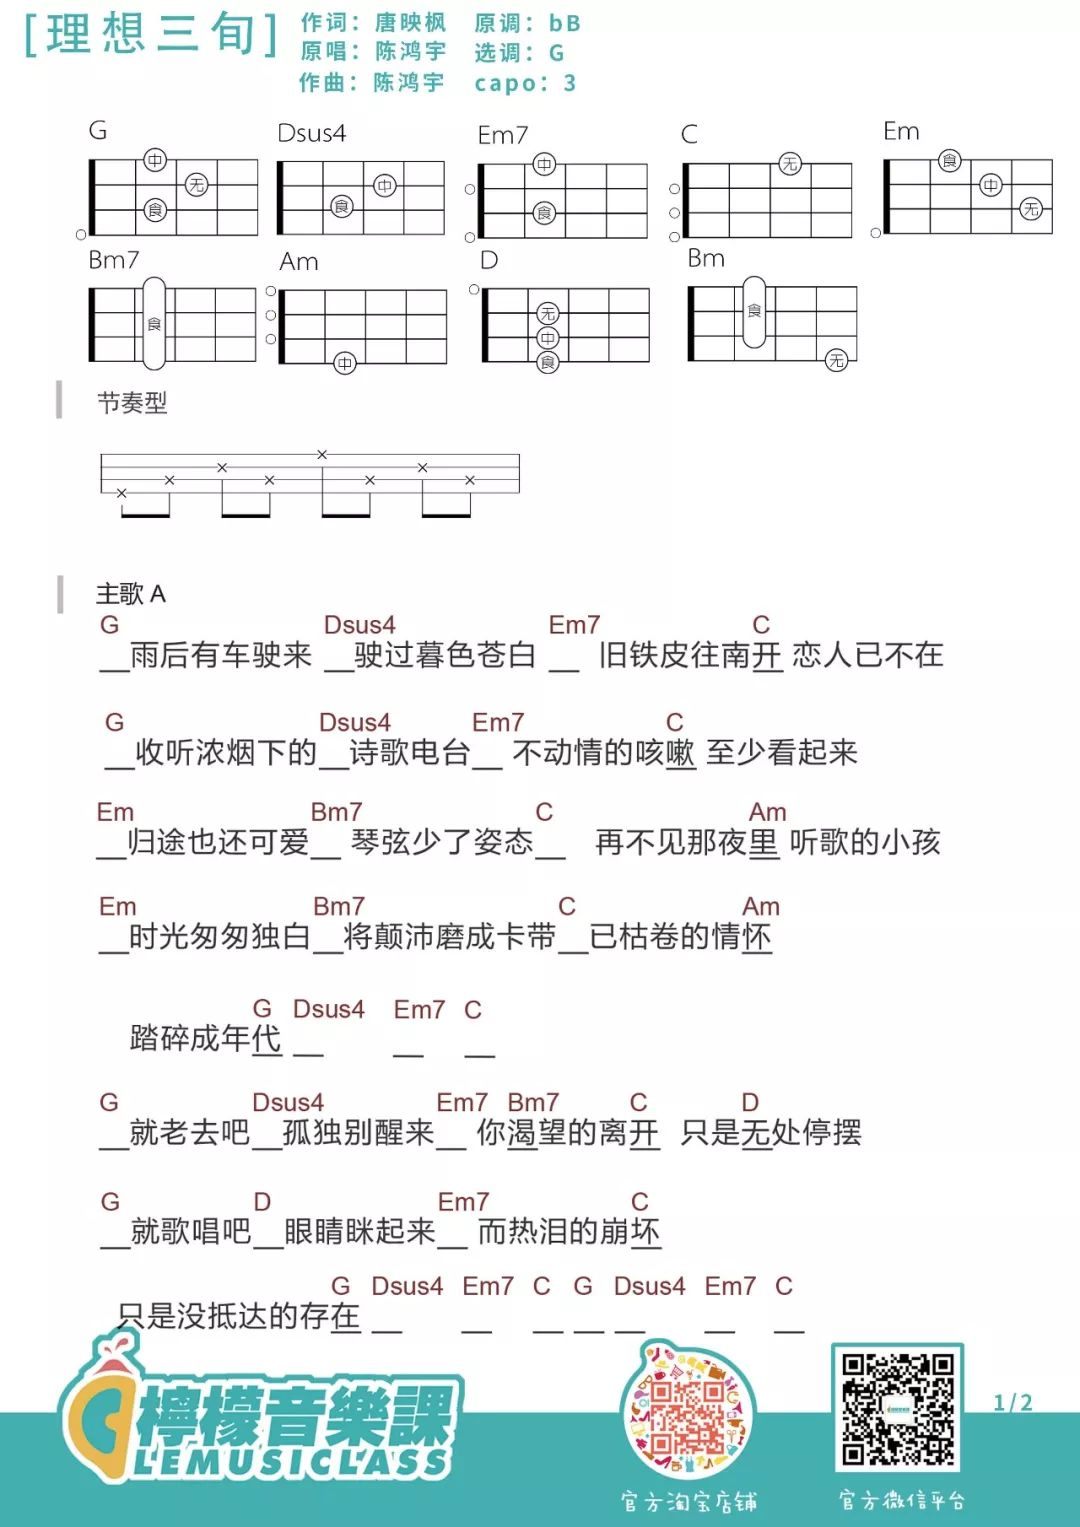 [理想三旬]
作词：唐映枫 原调：bB
原唱：陈鸿宇 选调：G
作曲：陈鸿宇 capo：3
G Dsus4 Em7 C Em
中 无 食
中 食
中 食
无
食 中 无
Bm7 Am D Bm
食
中
无 中 食
食 无
节奏型
主歌 A
G Dsus4 Em7 C
__雨后有车驶来 __驶过暮色苍白 __ 旧铁皮往南开 恋人已不在
G Dsus4 Em7 C
__收听浓烟下的__诗歌电台__ 不动情的咳嗽 至少看起来
Em Bm7 C Am
__归途也还可爱__ 琴弦少了姿态__ 再不见那夜里 听歌的小孩
Em Bm7 C Am
__时光匆匆独白__将颠沛磨成卡带__已枯卷的情怀
G Dsus4 Em7 C
踏碎成年代 __ __ __
G Dsus4 Em7 Bm7 C D
__就老去吧__孤独别醒来__ 你渴望的离开 只是无处停摆
G D Em7 C
__就歌唱吧__眼睛眯起来__ 而热泪的崩坏
G Dsus4 Em7 C G Dsus4 Em7 C
只是没抵达的存在 __ __ __ __ __ __ __
檸檬音樂課
LEMUSICLASS
官方淘宝店铺
官方微信平台
1/2